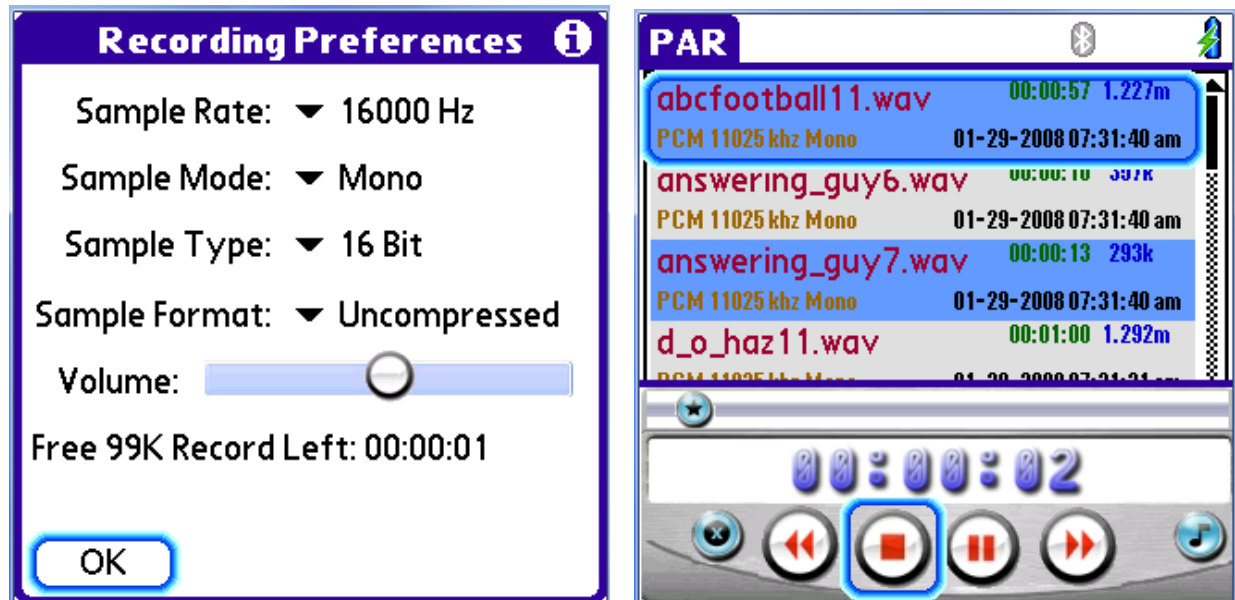 Recording Preferences
Sample Rate: 16000 Hz
Sample Mode: Mono
Sample Type: 16 Bit
Sample Format: Uncompressed
Volume:
Free 99K Record Left: 00:00:01
OK
PAR
abcfootball11.wav 00:00:57 1.227m
PCM 11025 khz Mono 01-29-2008 07:31:40 am
answering_guy6.wav
PCM 11025 khz Mono 01-29-2008 07:31:40 am
answering_guy7.wav 00:00:13 293k
PCM 11025 khz Mono 01-29-2008 07:31:40 am
d_o_haz11.wav 00:01:00 1.292m
00:00:02